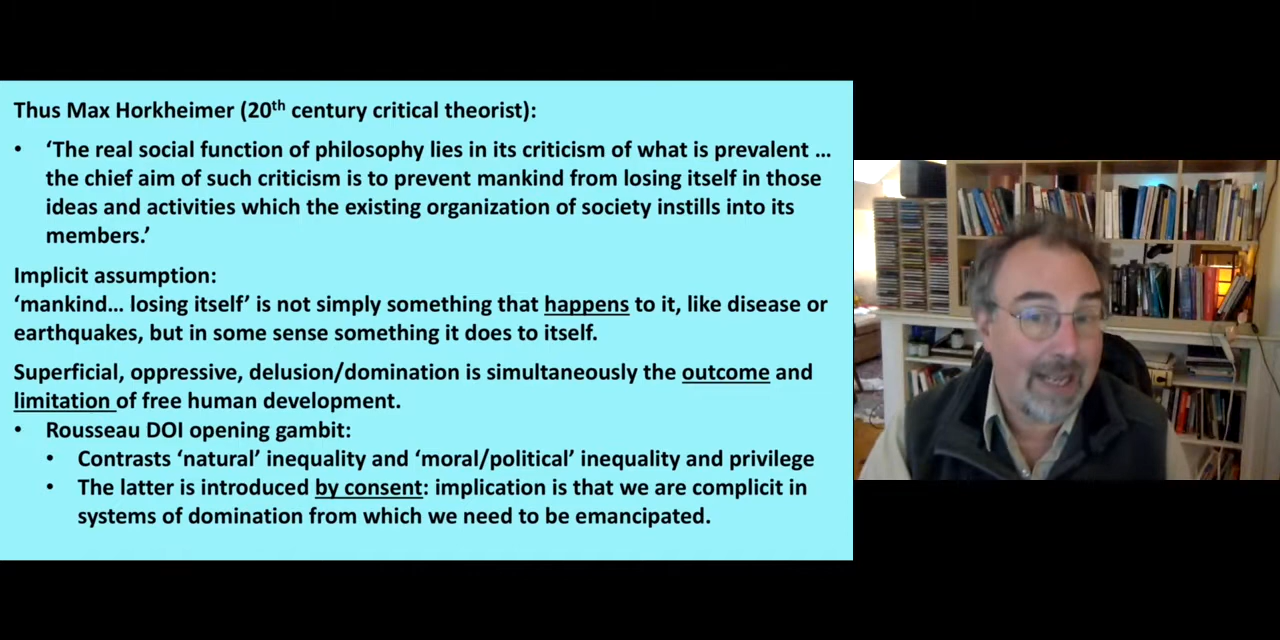 Thus Max Horkheimer (20th century critical theorist):
• ‘The real social function of philosophy lies in its criticism of what is prevalent ...
the chief aim of such criticism is to prevent mankind from losing itself in those
ideas and activities which the existing organization of society instills into its
members.’
Implicit assumption:
‘mankind... losing itself’ is not simply something that happens to it, like disease or
earthquakes, but in some sense something it does to itself.
Superficial, oppressive, delusion/domination is simultaneously the outcome and
limitation of free human development.
• Rousseau DOI opening gambit:
• Contrasts ‘natural’ inequality and ‘moral/political’ inequality and privilege
• The latter is introduced by consent: implication is that we are complicit in
systems of domination from which we need to be emancipated.